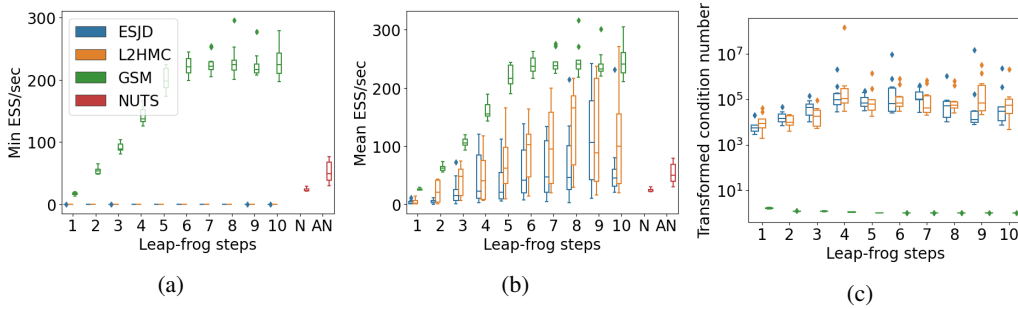 300
200
100
0
Min ESS/sec
ESJD
L2HMC
GSM
NUTS
1 2 3 4 5 6 7 8 9 10 N AN
Leap-frog steps
(a)
300
250
200
150
100
50
0
Mean ESS/sec
1 2 3 4 5 6 7 8 9 10 N AN
Leap-frog steps
(b)
10^7
10^5
10^3
10^1
Transformed condition number
1 2 3 4 5 6 7 8 9 10
Leap-frog steps
(c)